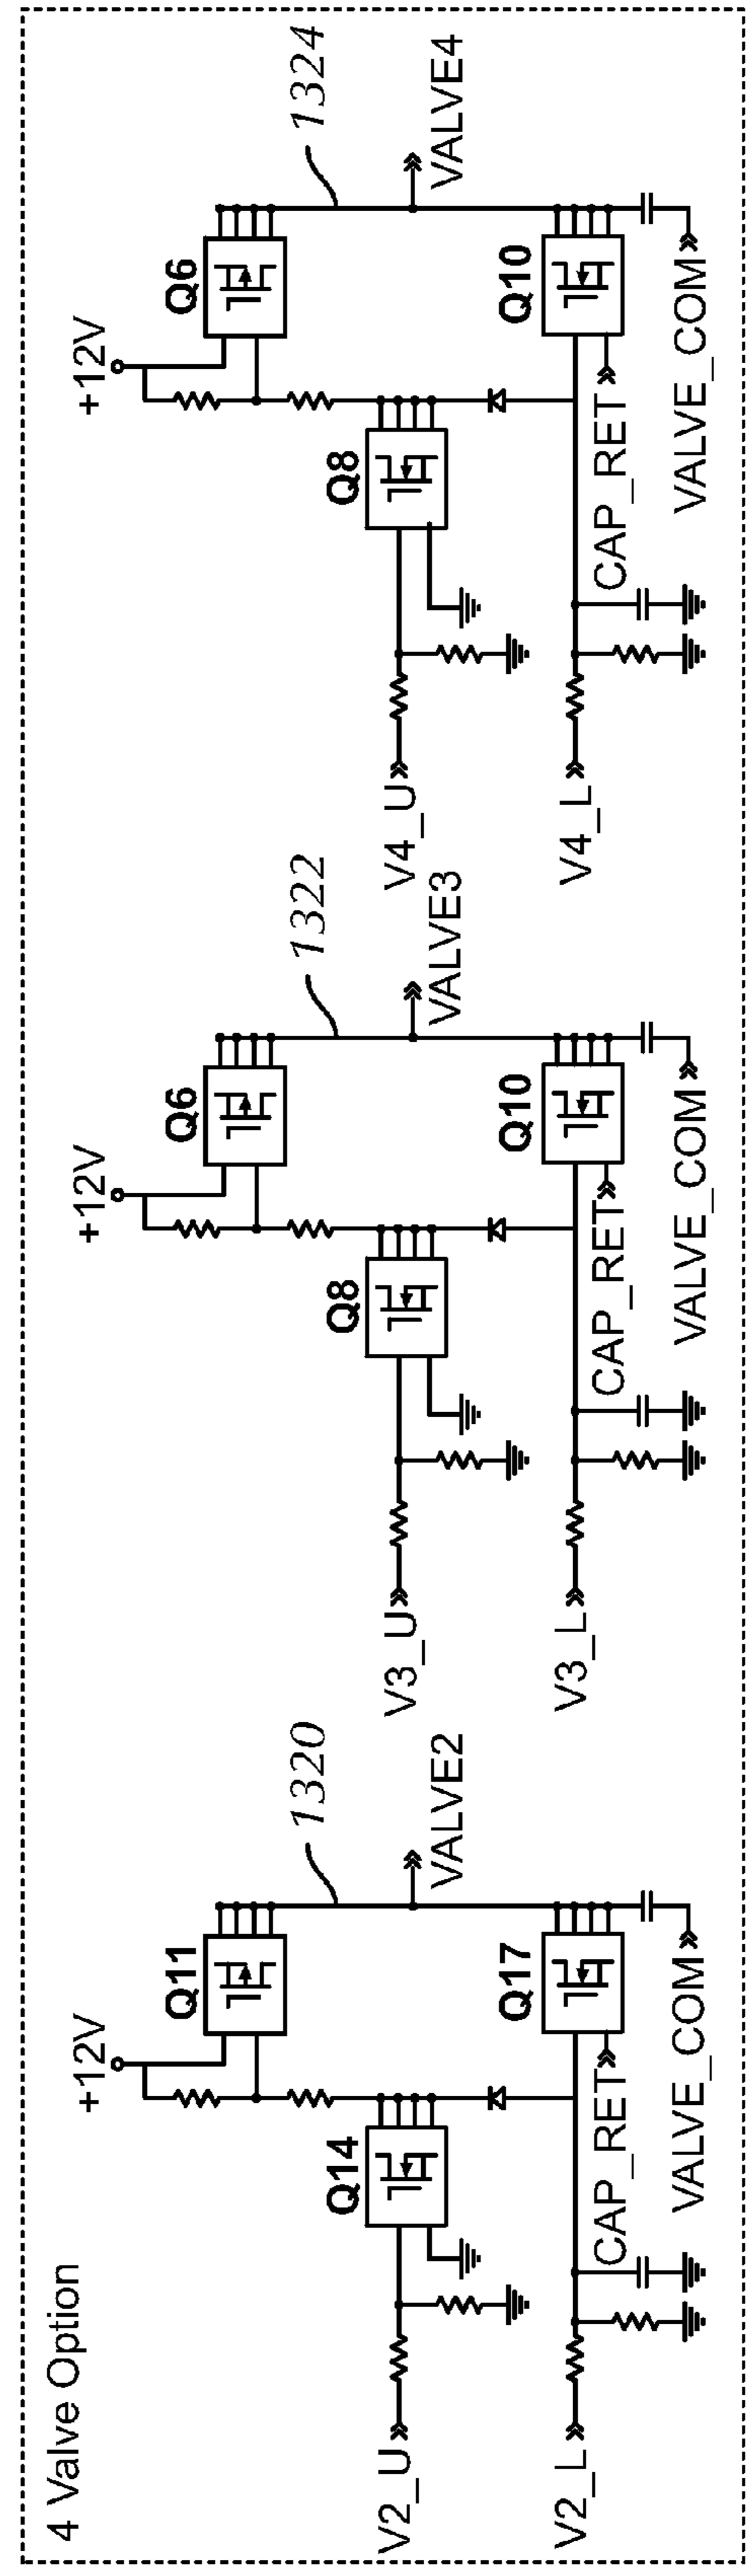 4 Valve Option
+12V
Q11
1320
Q14
VALVE2
V2_U
Q17
V2_L
CAP_RET
VALVE_COM
+12V
Q6
1322
Q8
VALVE3
V3_U
Q10
V3_L
CAP_RET
VALVE_COM
+12V
Q6
1324
Q8
VALVE4
V4_U
Q10
V4_L
CAP_RET
VALVE_COM